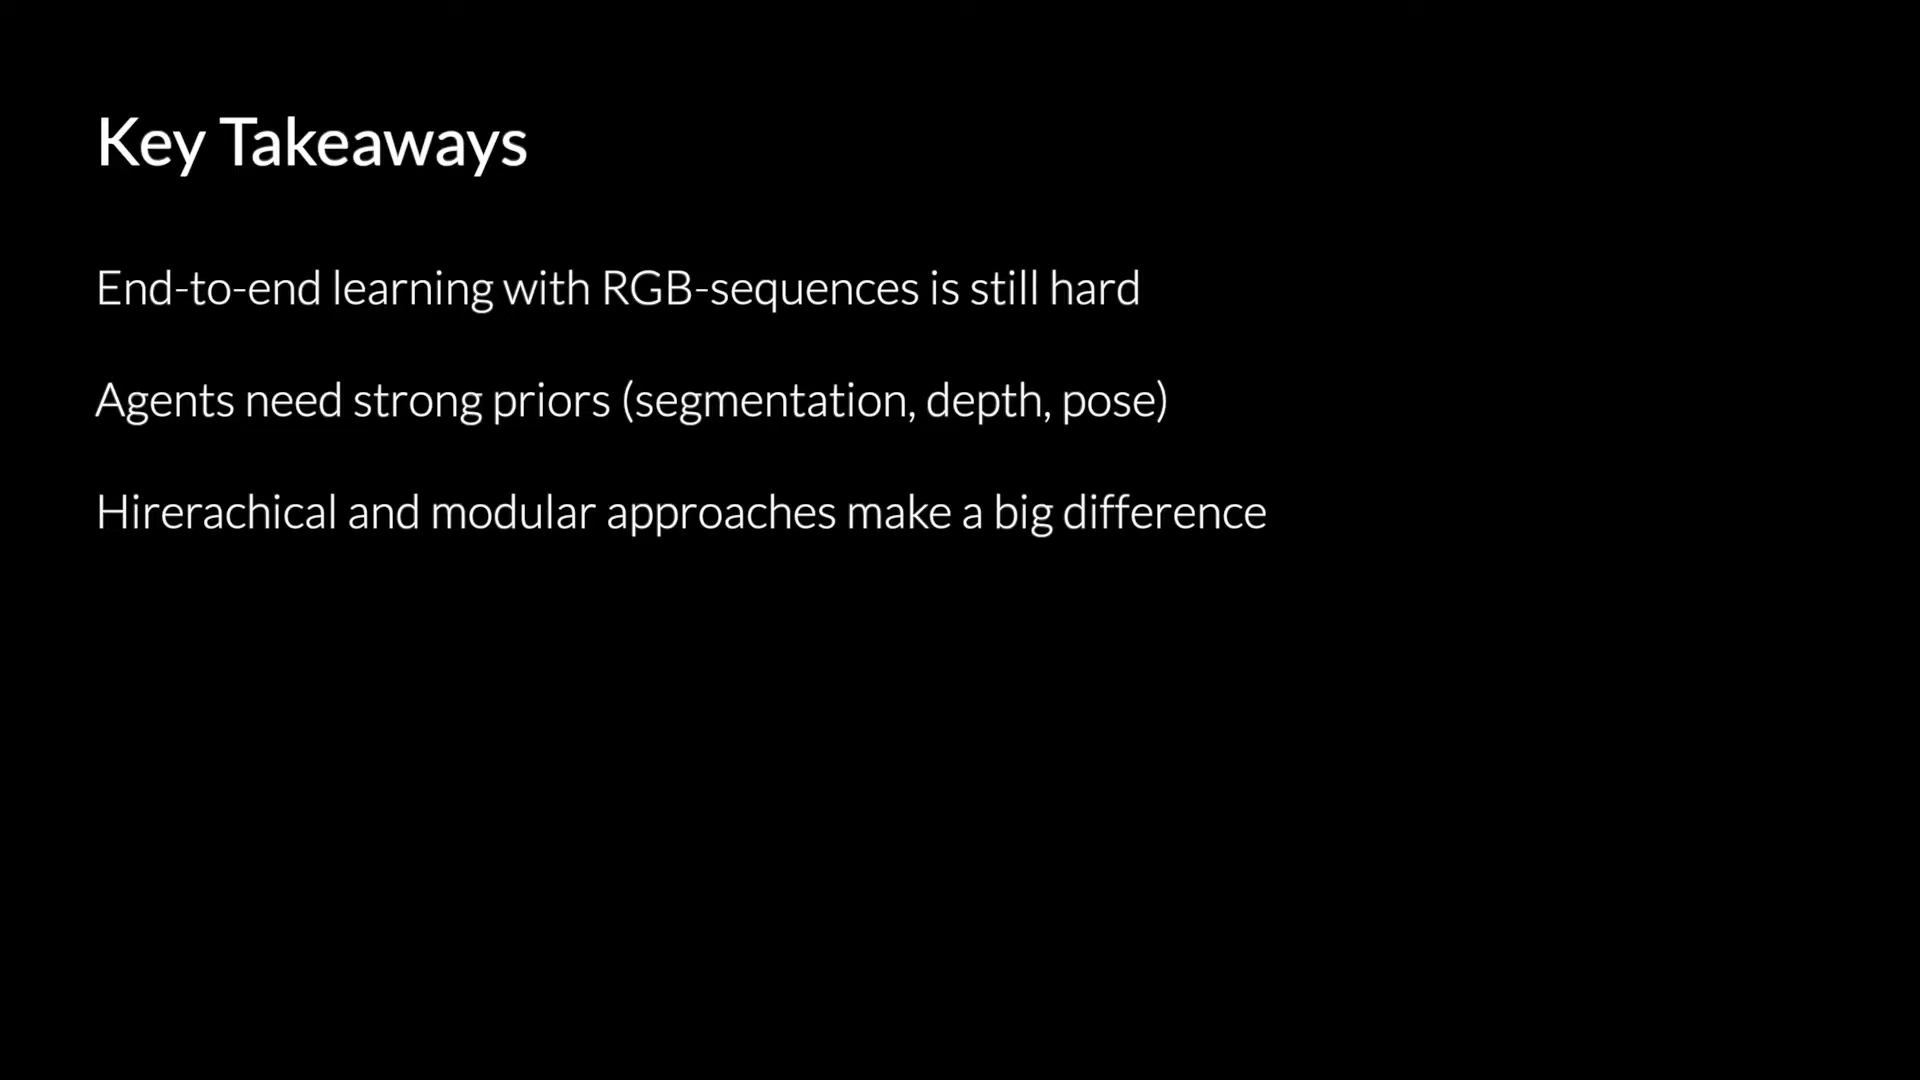 Key Takeaways
End-to-end learning with RGB-sequences is still hard
Agents need strong priors (segmentation, depth, pose)
Hirerachical and modular approaches make a big difference